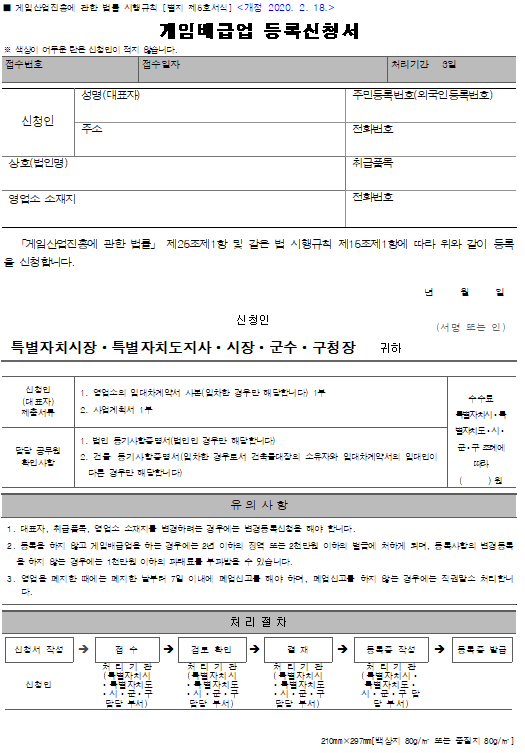 ■ 게임산업진흥에 관한 법률 시행규칙 [별지 제5호서식] <개정 2020. 2. 18.>
게임배급업 등록신청서
※ 색상이 어두운 란은 신청인이 적지 않습니다.
접수번호 접수일자 처리기간 3일
신청인
성명(대표자) 주민등록번호(외국인등록번호)
주소 전화번호
상호(법인명) 취급품목
영업소 소재지 전화번호
「게임산업진흥에 관한 법률」 제25조제1항 및 같은 법 시행규칙 제15조제1항에 따라 위와 같이 등록
을 신청합니다.
년 월 일
신청인
(서명 또는 인)
특별자치시장·특별자치도지사·시장·군수·구청장 귀하
신청인
(대표자)
제출서류
1. 영업소의 임대차계약서 사본(임차한 경우만 해당합니다) 1부
2. 사업계획서 1부
담당 공무원
확인사항
1. 법인 등기사항증명서(법인인 경우만 해당합니다)
2. 건물 등기사항증명서(임차한 경우로서 건축물대장의 소유자와 임대차계약서의 임대인이
다른 경우만 해당합니다)
수수료
특별자치시·특
별자치도·시·
군·구 조례에
따라
( ) 원
유의사항
1. 대표자, 취급품목, 영업소 소재지를 변경하려는 경우에는 변경등록신청을 해야 합니다.
2. 등록을 하지 않고 게임배급업을 하는 경우에는 2년 이하의 징역 또는 2천만원 이하의 벌금에 처하게 되며, 등록사항의 변경등록
을 하지 않는 경우에는 1천만원 이하의 과태료를 부과받을 수 있습니다.
3. 영업을 폐지한 때에는 폐지한 날부터 7일 이내에 폐업신고를 해야 하며, 폐업신고를 하지 않는 경우에는 직권말소 처리합니
다.
처리절차
신청서 작성 → 접 수 → 검토 확인 → 결 재 → 등록증 작성 → 등록증 발급
신청인
처 리 기 관
(특별자치시
·특별자치도
·시·군·구
담당 부서)
처 리 기 관
(특별자치시
·특별자치도
·시·군·구
담당 부서)
처 리 기 관
(특별자치시
·특별자치도
·시·군·구
담당 부서)
처 리 기 관
(특별자치시·
특별자치도·
시·군·구 담
당 부서)
210mm×297mm[백상지 80g/㎡ 또는 중질지 80g/㎡]